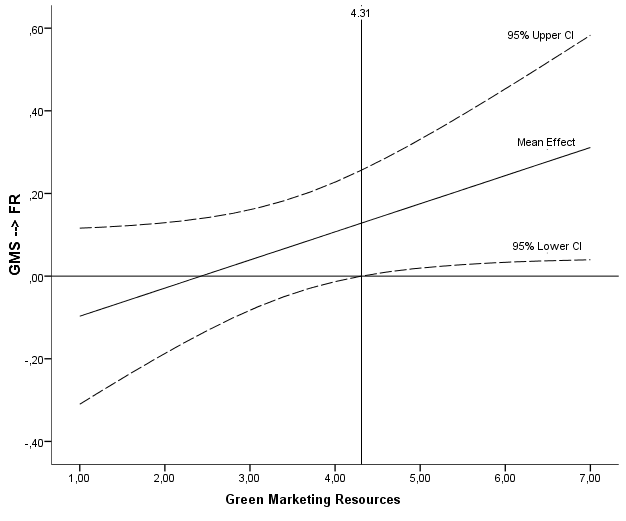 4.31
,60
95% Upper CI
,40
Mean Effect
,20
95% Lower CI
,00
-,20
-,40
GMS --> FR
1,00 2,00 3,00 4,00 5,00 6,00 7,00
Green Marketing Resources